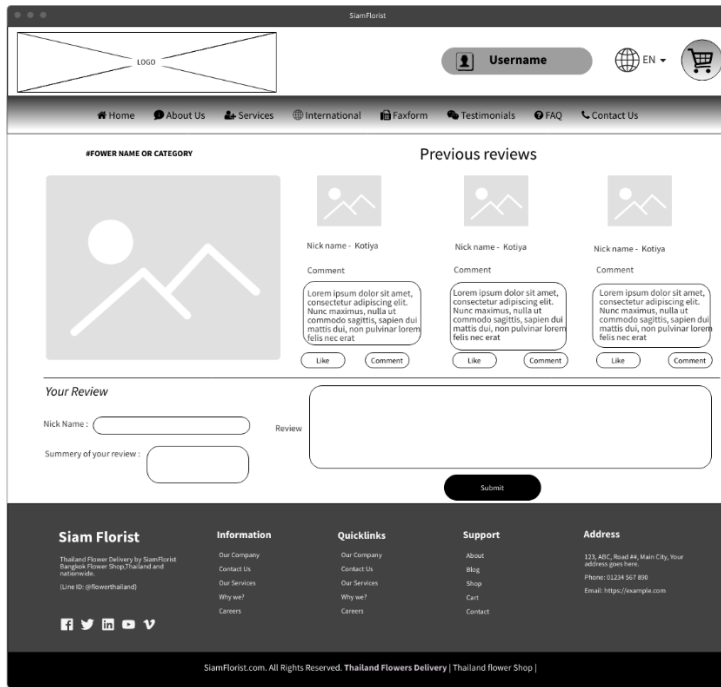 SiamFlorist
LOGO
Username
EN
Home About Us Services International Faxform Testimonials FAQ Contact Us
#FOWER NAME OR CATEGORY
Previous reviews
Nick name - Kotiya
Comment
Lorem ipsum dolor sit amet,
consectetur adipiscing elit.
Nunc maximus, nulla ut
commodo sagittis, sapien dui
mattis dui, non pulvinar lorem
felis nec erat
Like Comment
Nick name - Kotiya
Comment
Lorem ipsum dolor sit amet,
consectetur adipiscing elit.
Nunc maximus, nulla ut
commodo sagittis, sapien dui
mattis dui, non pulvinar lorem
felis nec erat
Like Comment
Nick name - Kotiya
Comment
Lorem ipsum dolor sit amet,
consectetur adipiscing elit.
Nunc maximus, nulla ut
commodo sagittis, sapien dui
mattis dui, non pulvinar lorem
felis nec erat
Like Comment
Your Review
Nick Name :
Summery of your review :
Review
Submit
Siam Florist
Thailand Flower Delivery by SiamFlorist
Bangkok Flower Shop,Thailand and
nationwide.
(Line ID: @flowerthailand)
Information
Our Company
Contact Us
Our Services
Why we?
Careers
Quicklinks
Our Company
Contact Us
Our Services
Why we?
Careers
Support
About
Blog
Shop
Cart
Contact
Address
123, ABC, Road ##, Main City, Your
address goes here.
Phone: 01234 567 890
Email: https://example.com
SiamFlorist.com. All Rights Reserved. Thailand Flowers Delivery | Thailand flower Shop |